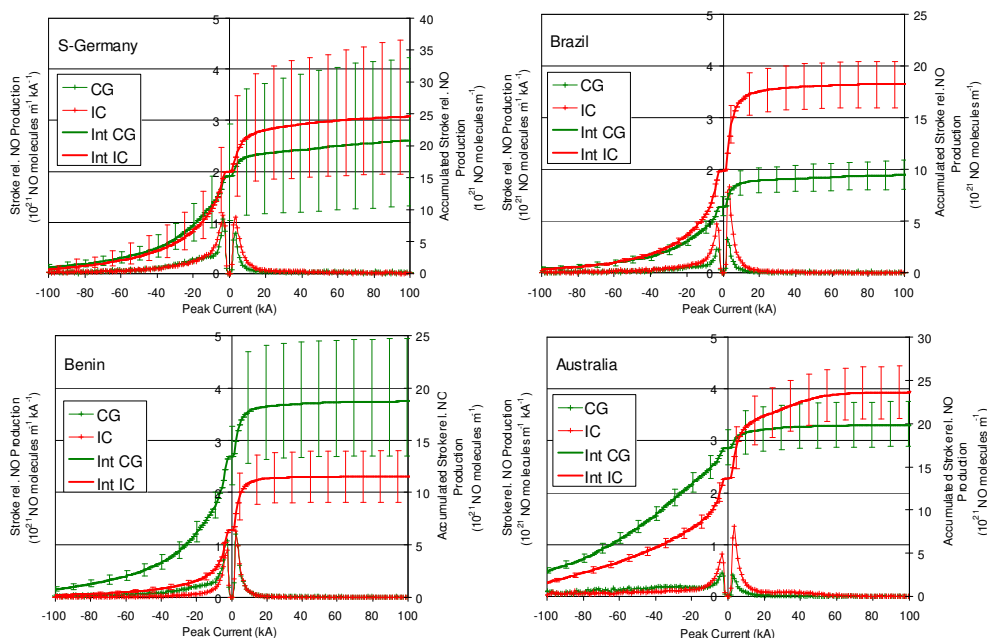 S-Germany
CG
IC
Int CG
Int IC
Stroke rel. NO Production
(10^21 NO molecules m^1 kA^-1)
5
4
3
2
1
0
Accumulated Stroke rel. NO
Production
(10^21 NO molecules m^-1)
40
35
30
25
20
15
10
5
0
-100 -80 -60 -40 -20 0 20 40 60 80 100
Peak Current (kA)
Brazil
CG
IC
Int CG
Int IC
Stroke rel. NO Production
(10^21 NO molecules m^1 kA^-1)
5
4
3
2
1
0
Accumulated Stroke rel. NO
Production
(10^21 NO molecules m^-1)
25
20
15
10
5
0
-100 -80 -60 -40 -20 0 20 40 60 80 100
Peak Current (kA)
Benin
CG
IC
Int CG
Int IC
Stroke rel. NO Production
(10^21 NO molecules m^1 kA^-1)
5
4
3
2
1
0
Accumulated Stroke rel. NC
Production
(10^21 NO molecules m^-1)
25
20
15
10
5
0
-100 -80 -60 -40 -20 0 20 40 60 80 100
Peak Current (kA)
Australia
CG
IC
Int CG
Int IC
Stroke rel. NO Production
(10^21 NO molecules m^-1 kA^-1)
5
4
3
2
1
0
Accumulated Stroke rel. NO
Production
(10^21 NO molecules m^-1)
30
25
20
15
10
5
0
-100 -80 -60 -40 -20 0 20 40 60 80 100
Peak Current (kA)